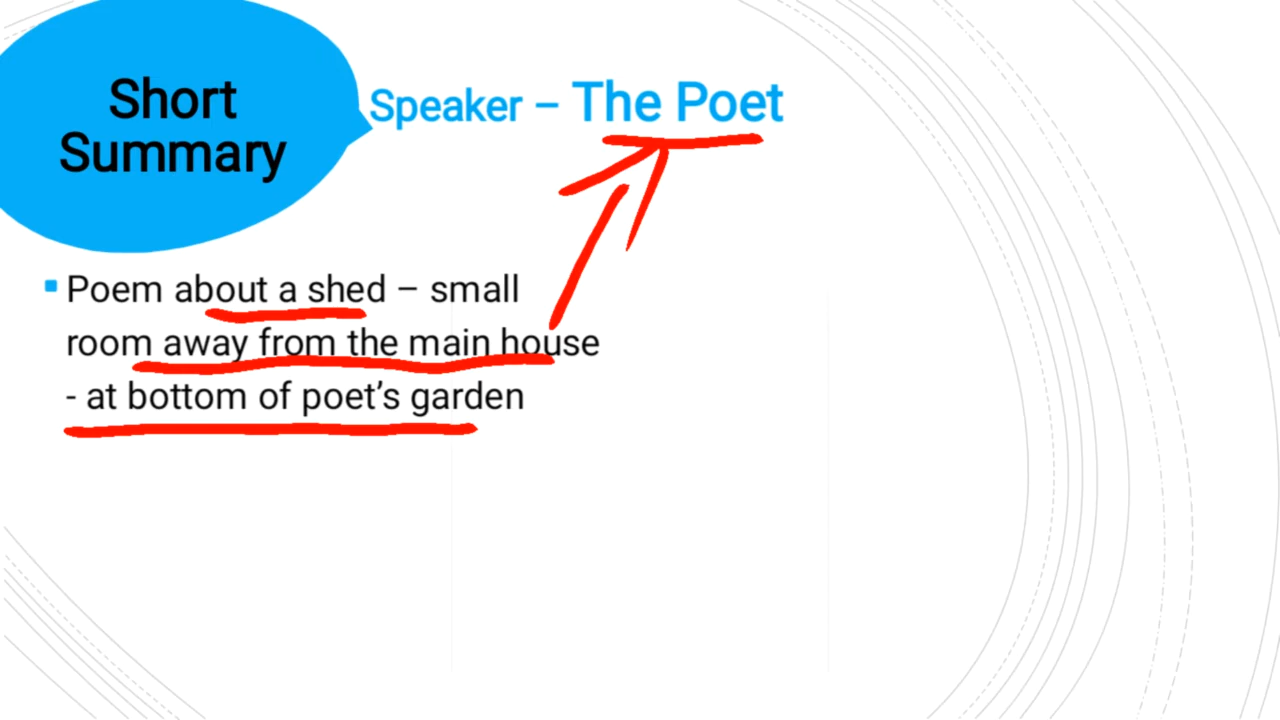 Short
Summary
Speaker – The Poet
Poem about a shed – small
room away from the main house
- at bottom of poet’s garden